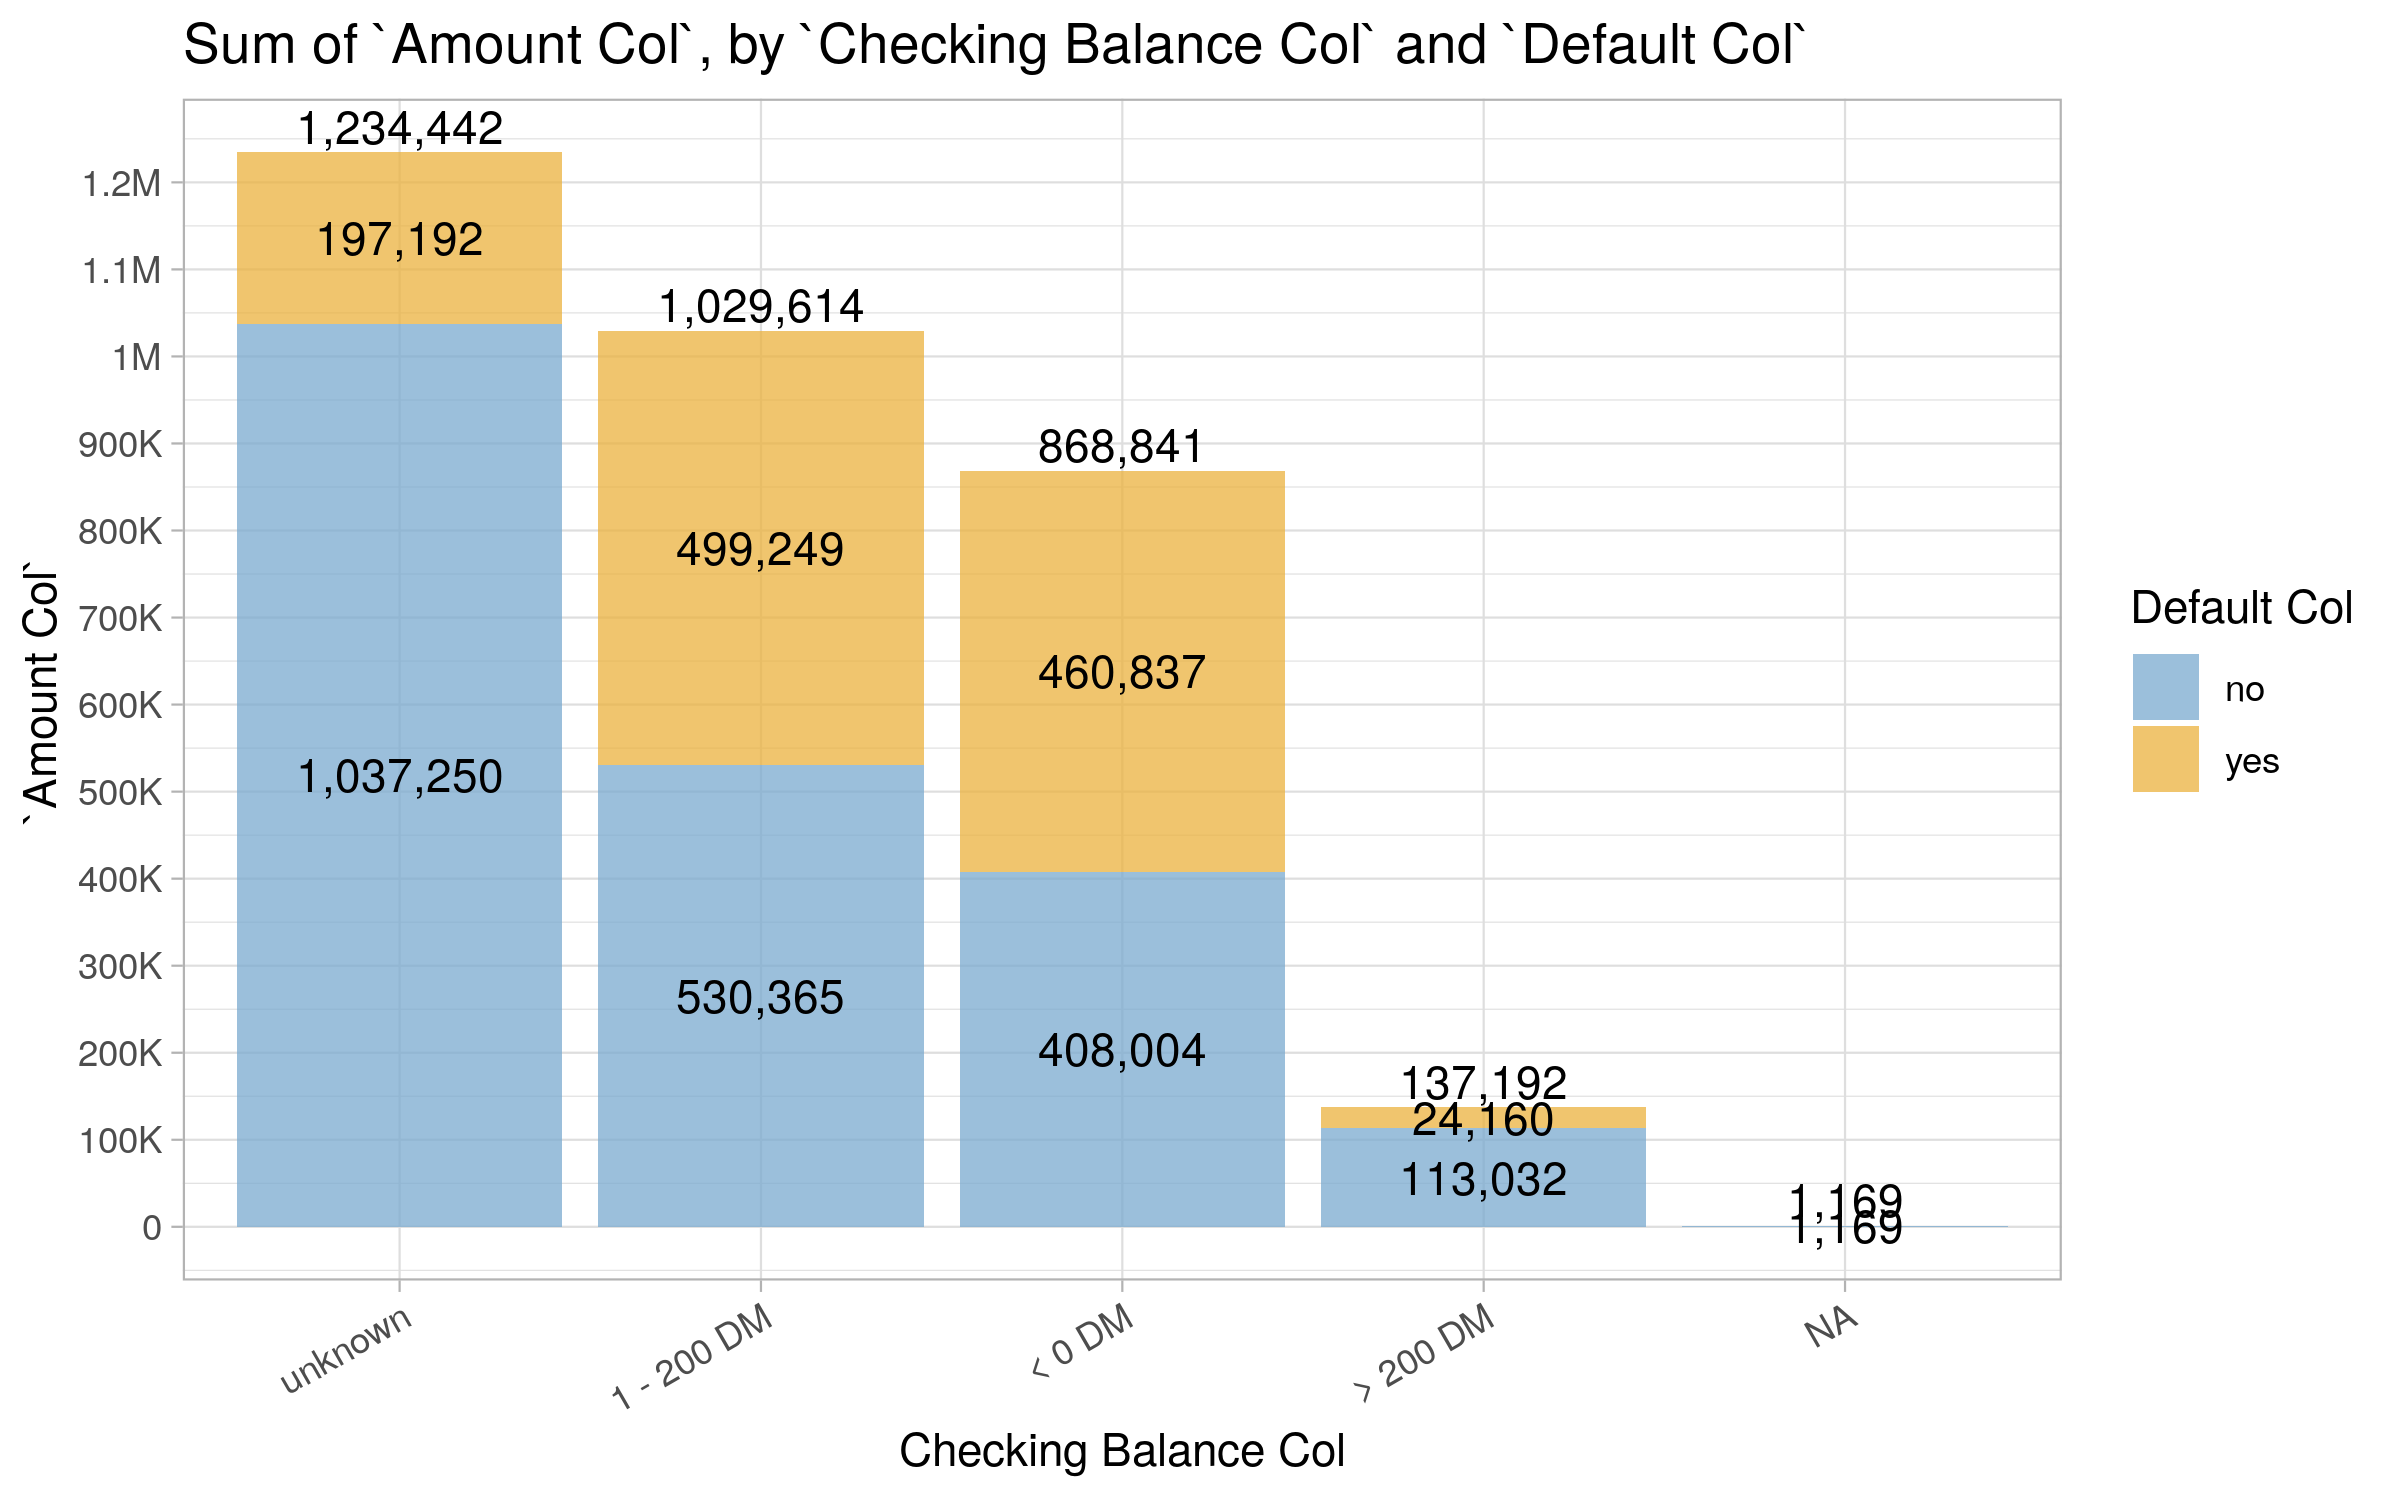 Sum of `Amount Col`, by `Checking Balance Col` and `Default Col`
1,234,442
197,192
1,037,250
1,029,614
499,249
530,365
868,841
460,837
408,004
137,192
24,160
113,032
1,169
1,169
1.2M
1.1M
1M
900K
800K
700K
600K
500K
400K
300K
200K
100K
0
`Amount Col`
unknown
1 - 200 DM
< 0 DM
> 200 DM
NA
Checking Balance Col
Default Col
no
yes